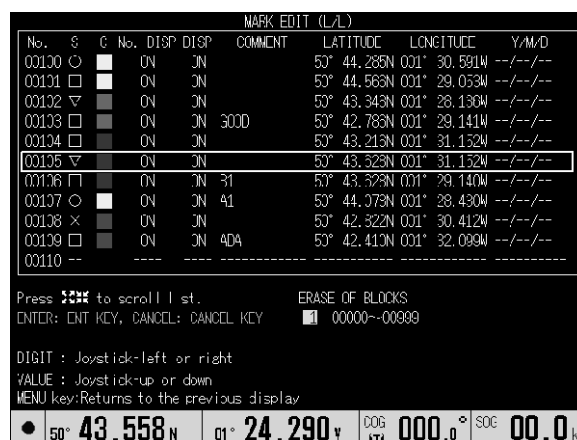 MARK EDIT (L/L)
No. S C No. DISP DISP COMMENT LATITUDE LONGITUDE Y/M/D
00100 ○ ON ON 50° 44.285N 001° 30.591W --/--/--
00101 □ ON ON 50° 44.563N 001° 29.053W --/--/--
00102 ▽ ON ON 50° 43.343N 001° 28.136W --/--/--
00103 □ ON ON GOOD 50° 42.783N 001° 29.141W --/--/--
00104 □ ON ON 50° 43.213N 001° 31.152W --/--/--
00105 ▽ ON ON 50° 43.628N 001° 31.152W --/--/--
00106 □ ON ON B1 50° 43.628N 001° 29.140W --/--/--
00107 ○ ON ON A1 50° 44.073N 001° 28.430W --/--/--
00108 × ON ON 50° 42.822N 001° 30.412W --/--/--
00109 □ ON ON ADA 50° 42.410N 001° 32.099W --/--/--
00110 -- ---- ---- ---------- ---------- ----------- --------
Press to scroll list. ERASE OF BLOCKS
ENTER: ENT KEY, CANCEL: CANCEL KEY 1 00000~-00999
DIGIT : Joystick-left or right
VALUE : Joystick-up or down
MENU key:Returns to the previous display
50° 43.558 N 01° 24.290 W COG 000.0° SOG 00.0